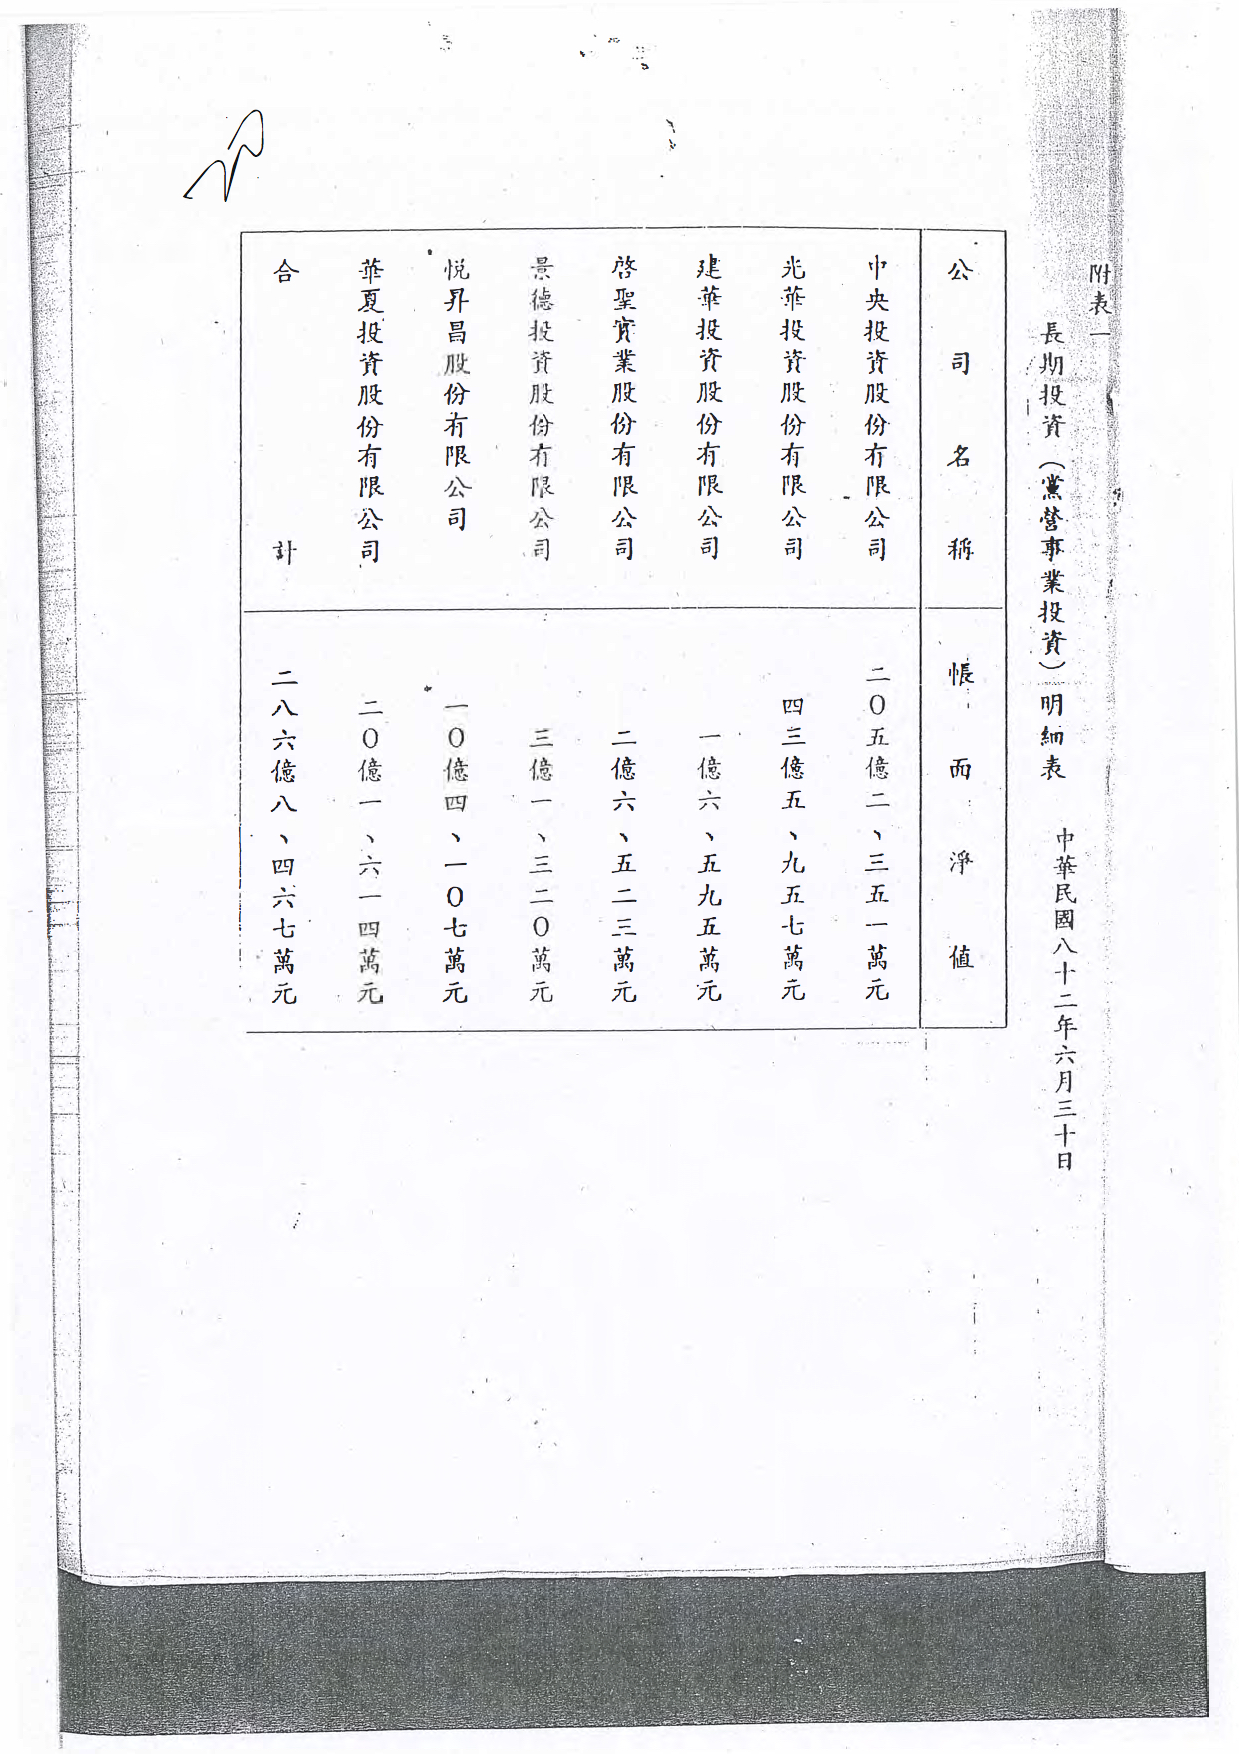 附表一
長期投資（黨營事業投資）明細表　中華民國八十二年六月三十日
公司名稱　帳面淨值
中央投資股份有限公司　二〇五億二、三五一萬元
光華投資股份有限公司　四三億五、九五七萬元
建華投資股份有限公司　一億六、五九五萬元
啓聖實業股份有限公司　二億六、五二三萬元
景德投資股份有限公司　三億一、三二〇萬元
悦昇昌股份有限公司　一〇億四、一〇七萬元
華夏投資股份有限公司　二〇億一、六一四萬元
合計　二八六億八、四六七萬元